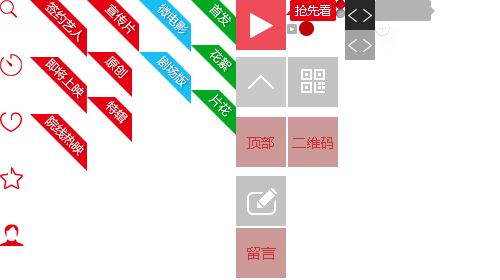 签约艺人
宣传片
微电影
首发
抢先看
即将上映
原创
剧场版
花絮
院线热映
特辑
片花
顶部
二维码
留言